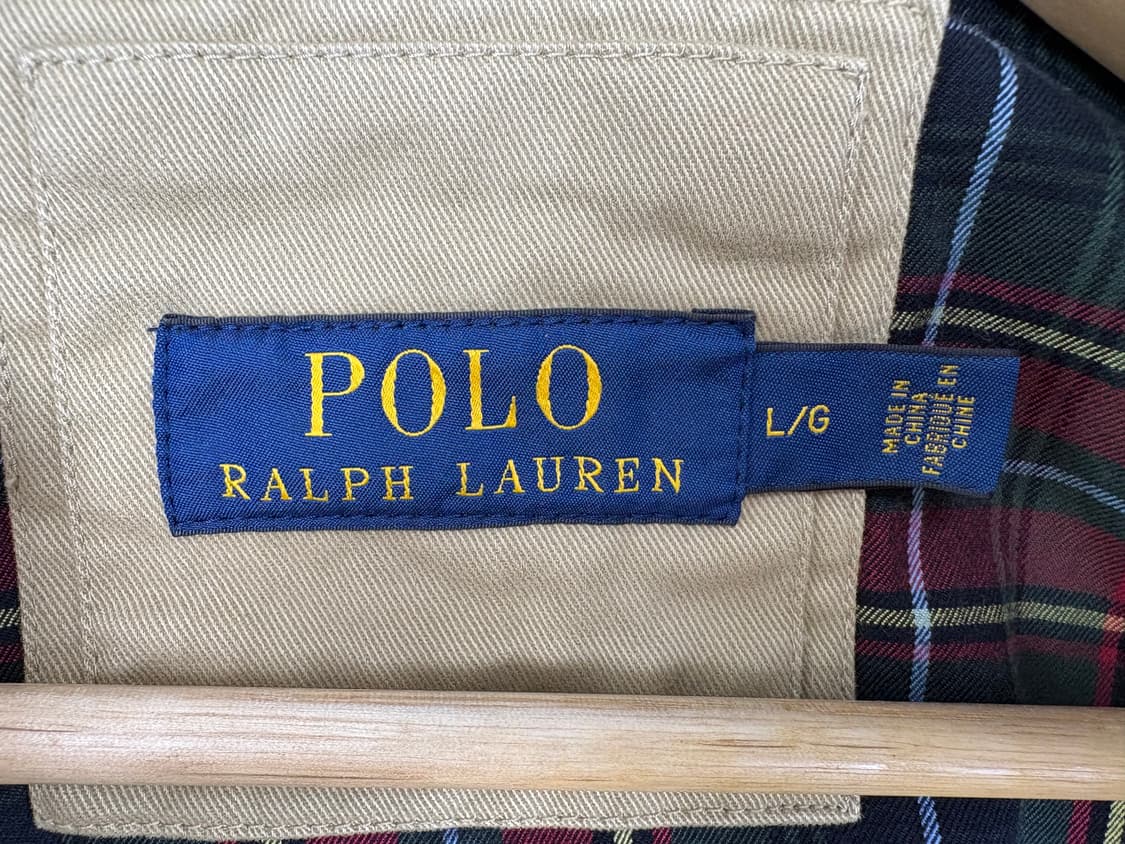 POLO
RALPH LAUREN
L/G
MADE IN
CHINA
FABRIQUÉ EN
CHINE